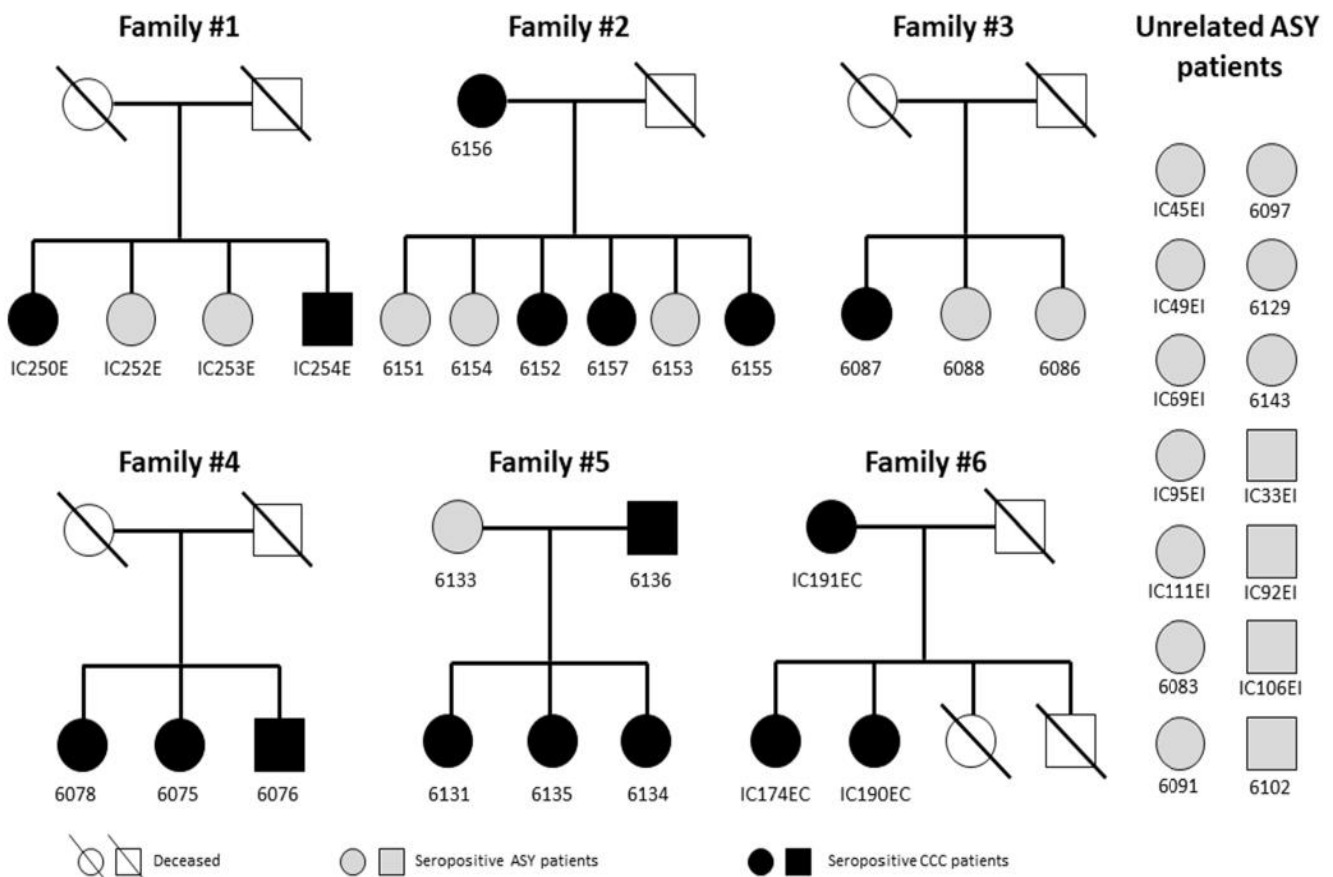 Family #1
Family #2
Family #3
Unrelated ASY
patients
6156
IC250E
IC252E
IC253E
IC254E
6151
6154
6152
6157
6153
6155
6087
6088
6086
IC45EI
6097
IC49EI
6129
IC69EI
6143
IC95EI
IC33EI
IC111EI
IC92EI
6083
IC106EI
6091
6102
Family #4
Family #5
Family #6
6133
6136
IC191EC
6078
6075
6076
6131
6135
6134
IC174EC
IC190EC
Deceased
Seropositive ASY patients
Seropositive CCC patients